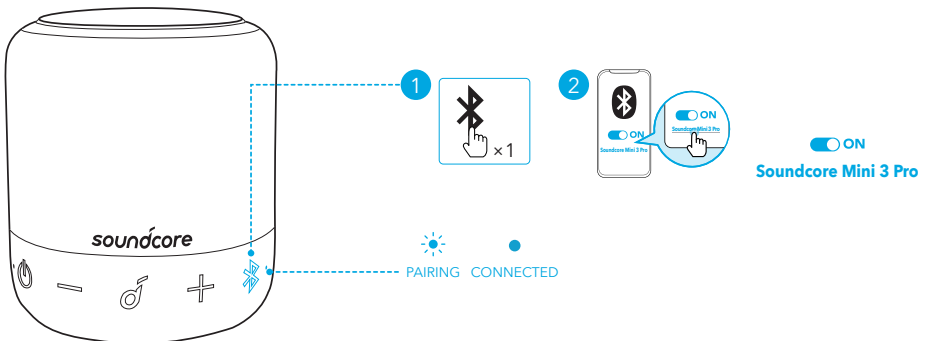 soundcore
1
×1
2
ON
Soundcore Mini 3 Pro
ON
Soundcore Mini 3 Pro
ON
Soundcore Mini 3 Pro
PAIRING CONNECTED